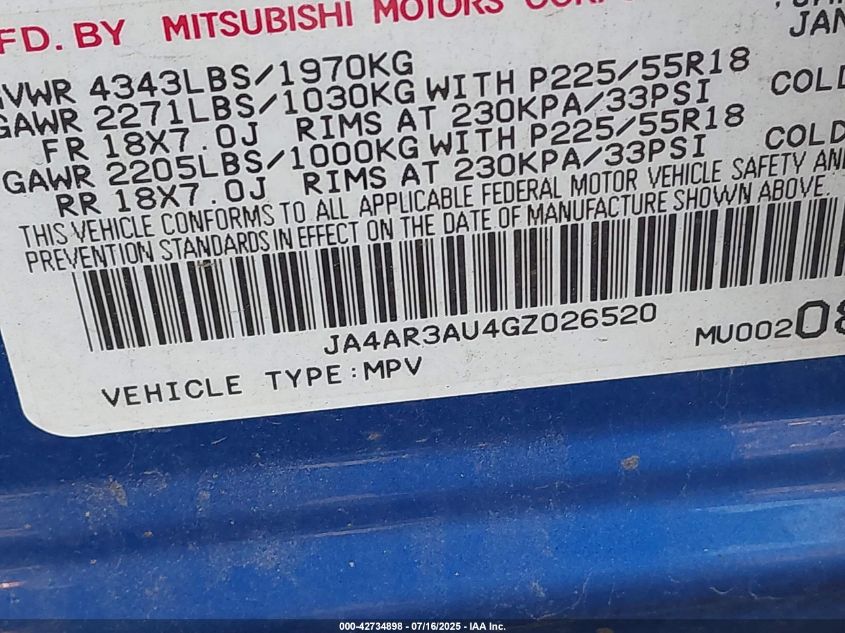 MFD. BY MITSUBISHI MOTORS
JAN
GVWR 4343LBS/1970KG
GAWR 2271LBS/1030KG WITH P225/55R18
FR 18X7.0J RIMS AT 230KPA/33PSI COLD
GAWR 2205LBS/1000KG WITH P225/55R18
RR 18X7.0J RIMS AT 230KPA/33PSI COLD
THIS VEHICLE CONFORMS TO ALL APPLICABLE FEDERAL MOTOR VEHICLE SAFETY AND
PREVENTION STANDARDS IN EFFECT ON THE DATE OF MANUFACTURE SHOWN ABOVE.
JA4AR3AU4GZ026520
MU00208
VEHICLE TYPE:MPV
000-42734898 - 07/16/2025 - IAA Inc.